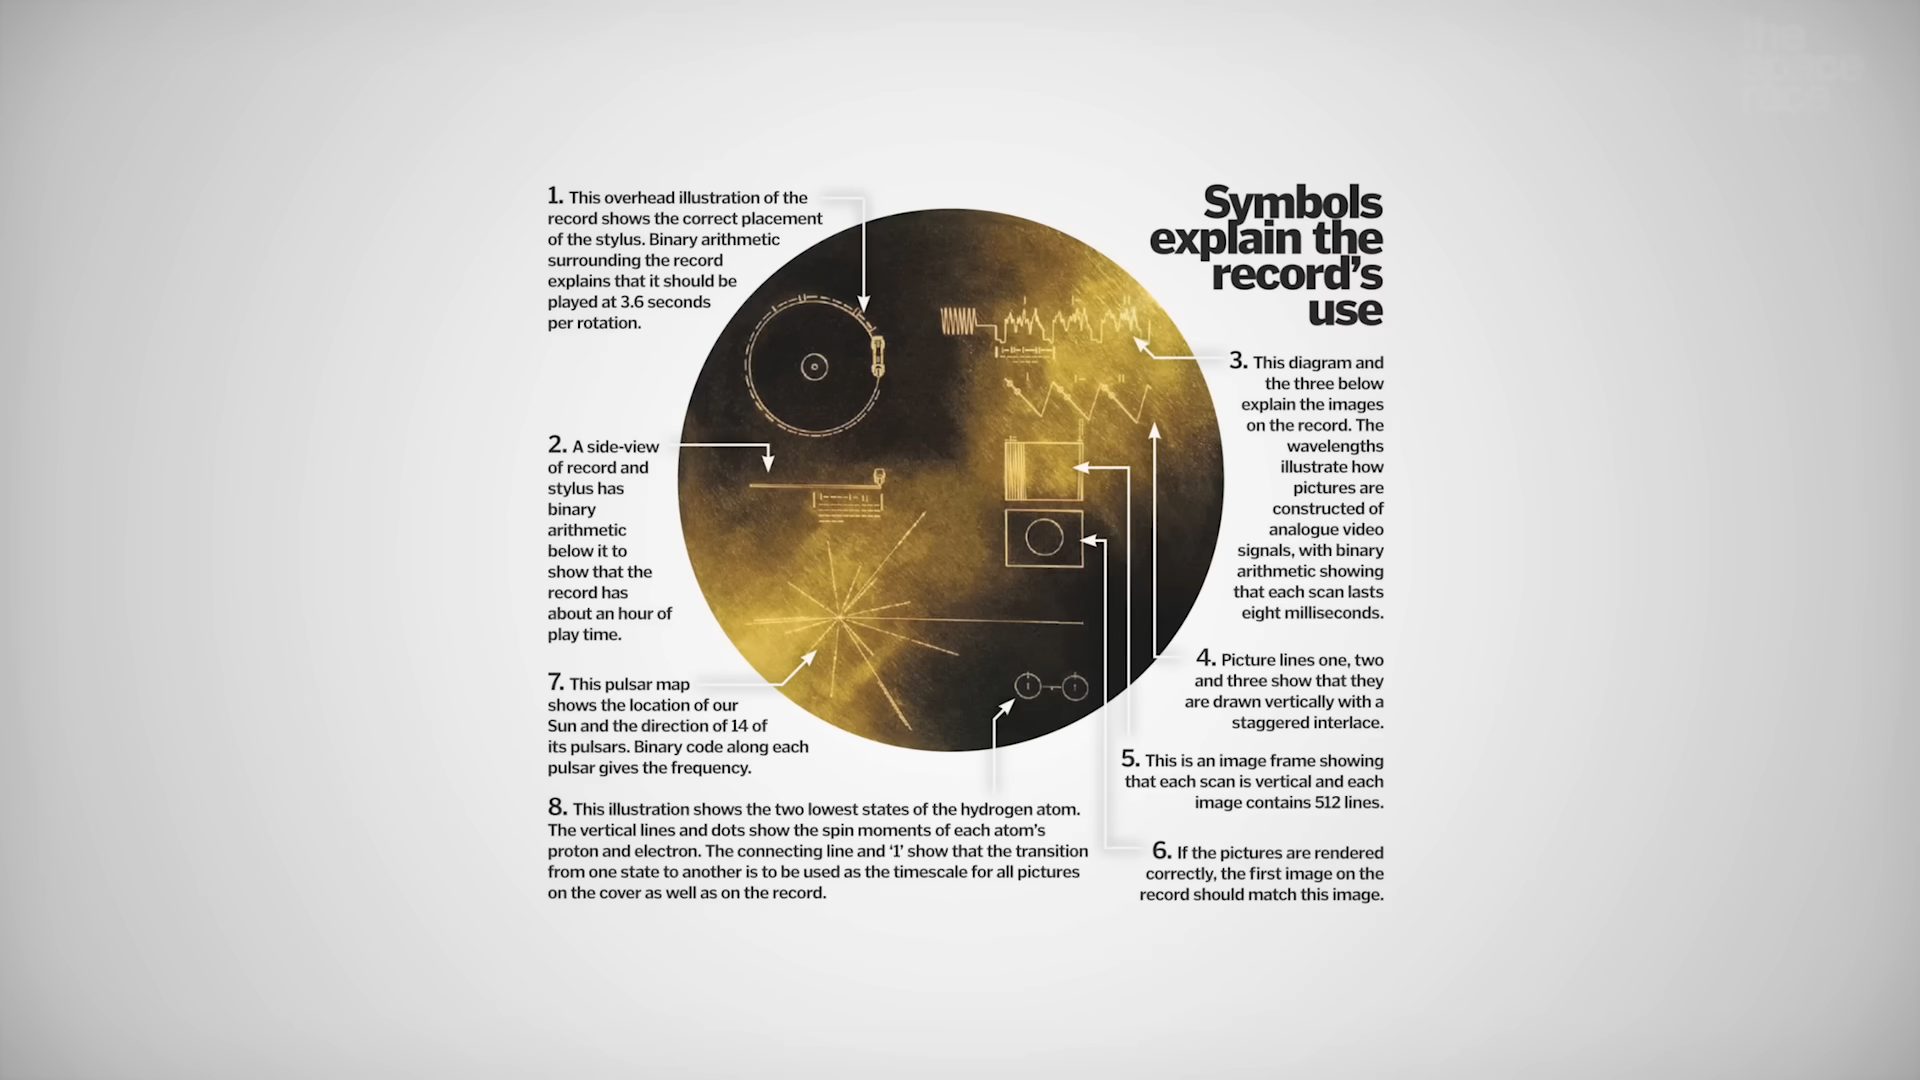 Symbols
explain the
record's
use
1. This overhead illustration of the
record shows the correct placement
of the stylus. Binary arithmetic
surrounding the record
explains that it should be
played at 3.6 seconds
per rotation.
2. A side-view
of record and
stylus has
binary
arithmetic
below it to
show that the
record has
about an hour of
play time.
3. This diagram and
the three below
explain the images
on the record. The
wavelengths
illustrate how
pictures are
constructed of
analogue video
signals, with binary
arithmetic showing
that each scan lasts
eight milliseconds.
4. Picture lines one, two
and three show that they
are drawn vertically with a
staggered interlace.
5. This is an image frame showing
that each scan is vertical and each
image contains 512 lines.
6. If the pictures are rendered
correctly, the first image on the
record should match this image.
7. This pulsar map
shows the location of our
Sun and the direction of 14 of
its pulsars. Binary code along each
pulsar gives the frequency.
8. This illustration shows the two lowest states of the hydrogen atom.
The vertical lines and dots show the spin moments of each atom's
proton and electron. The connecting line and ‘1’ show that the transition
from one state to another is to be used as the timescale for all pictures
on the cover as well as on the record.
the
space
race